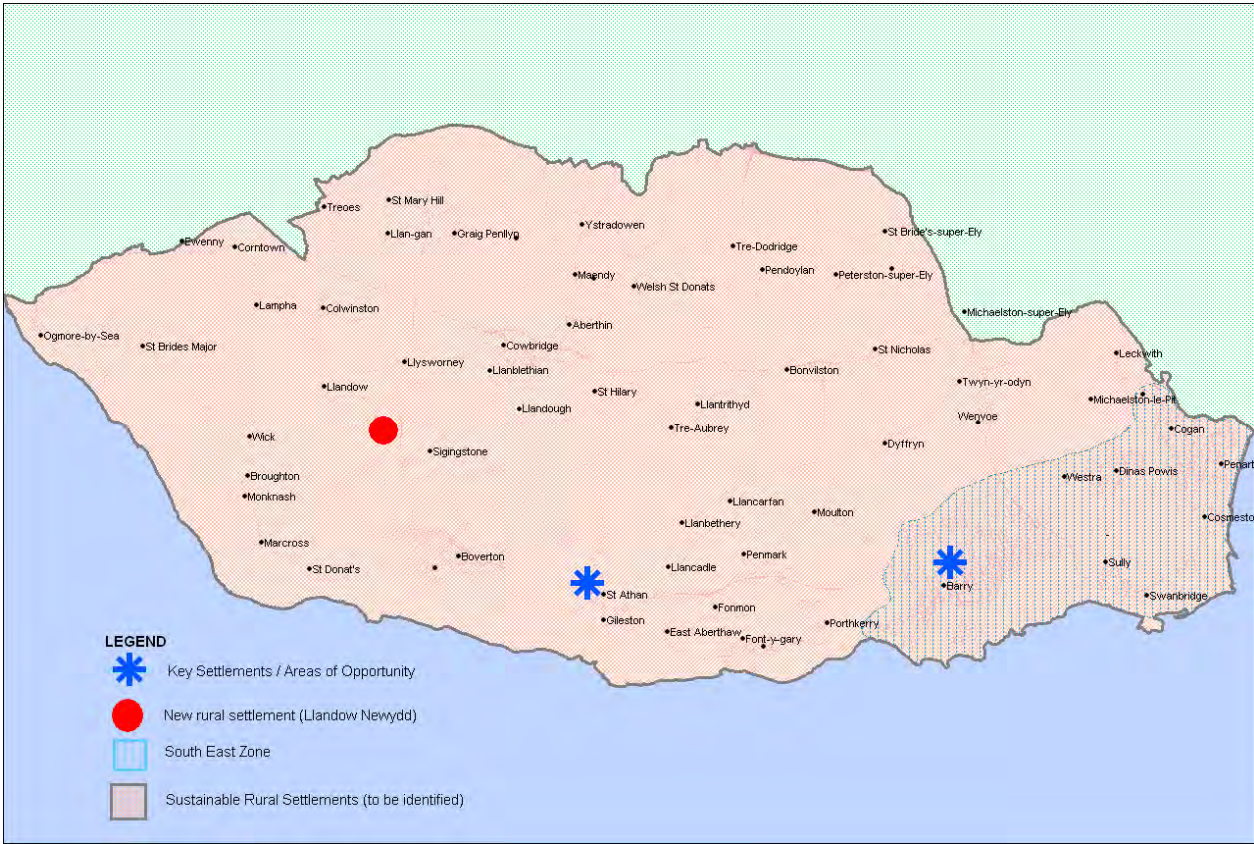 St Mary Hill
Treoes
Ystradowen
St Bride's-super-Ely
Llan-gan
Graig Penllyn
Ewenny
Corntown
Tre-Dodridge
Pendoylan
Peterston-super-Ely
Maendy
Welsh St Donats
Lampha
Colwinston
Michaelston-super-Ely
Aberthin
Ogmore-by-Sea
St Brides Major
Cowbridge
St Nicholas
Leckwith
Llysworney
Llanblethian
Bonvilston
Llandow
St Hilary
Twyn-yr-odyn
Michaelston-le-Pit
Llandough
Llantrithyd
Wenvoe
Tre-Aubrey
Cogan
Wick
Dyffryn
Sigingstone
Penart
Broughton
Westra
Dinas Powis
Monknash
Llancarfan
Moulton
Cosmesto
Llanbethery
Marcross
Boverton
Penmark
St Donat's
Llancadle
Sully
Barry
St Athan
Swanbridge
Fonmon
Gileston
Porthkerry
East Aberthaw
Font-y-gary
LEGEND
Key Settlements / Areas of Opportunity
New rural settlement (Llandow Newydd)
South East Zone
Sustainable Rural Settlements (to be identified)